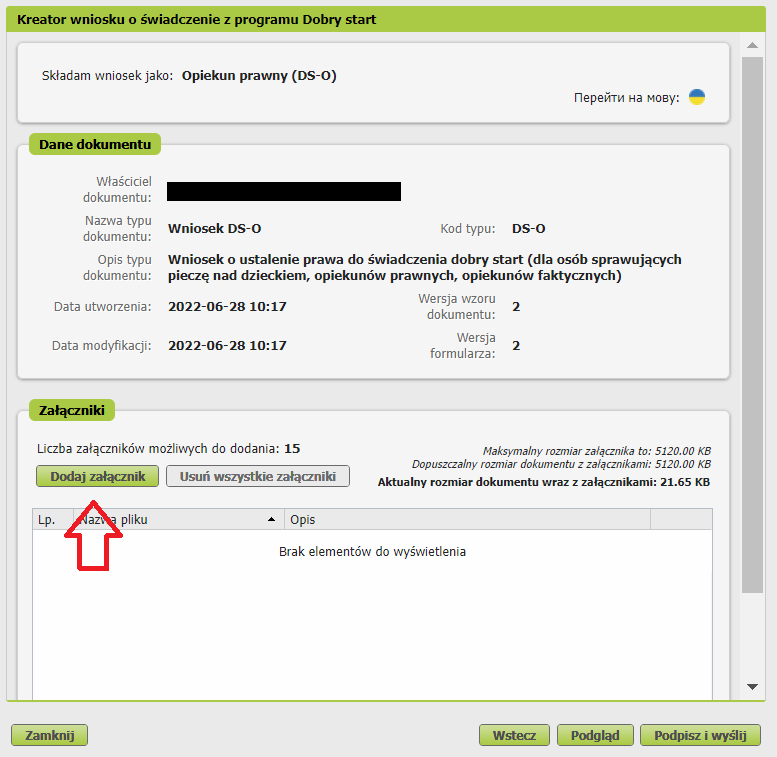 Kreator wniosku o świadczenie z programu Dobry start
Składam wniosek jako: Opiekun prawny (DS-O)
Перейти на мову:
Dane dokumentu
Właściciel
dokumentu:
Nazwa typu
dokumentu:
Wniosek DS-O
Kod typu: DS-O
Opis typu
dokumentu:
Wniosek o ustalenie prawa do świadczenia dobry start (dla osób sprawujących
pieczę nad dzieckiem, opiekunów prawnych, opiekunów faktycznych)
Data utworzenia: 2022-06-28 10:17
Wersja wzoru
dokumentu:
2
Data modyfikacji: 2022-06-28 10:17
Wersja
formularza:
2
Załączniki
Liczba załączników możliwych do dodania: 15
Maksymalny rozmiar załącznika to: 5120.00 KB
Dopuszczalny rozmiar dokumentu z załącznikami: 5120.00 KB
Aktualny rozmiar dokumentu wraz z załącznikami: 21.65 KB
Dodaj załącznik
Usuń wszystkie załączniki
Lp. Nazwa pliku Opis
Brak elementów do wyświetlenia
Zamknij Wstecz Podgląd Podpisz i wyślij